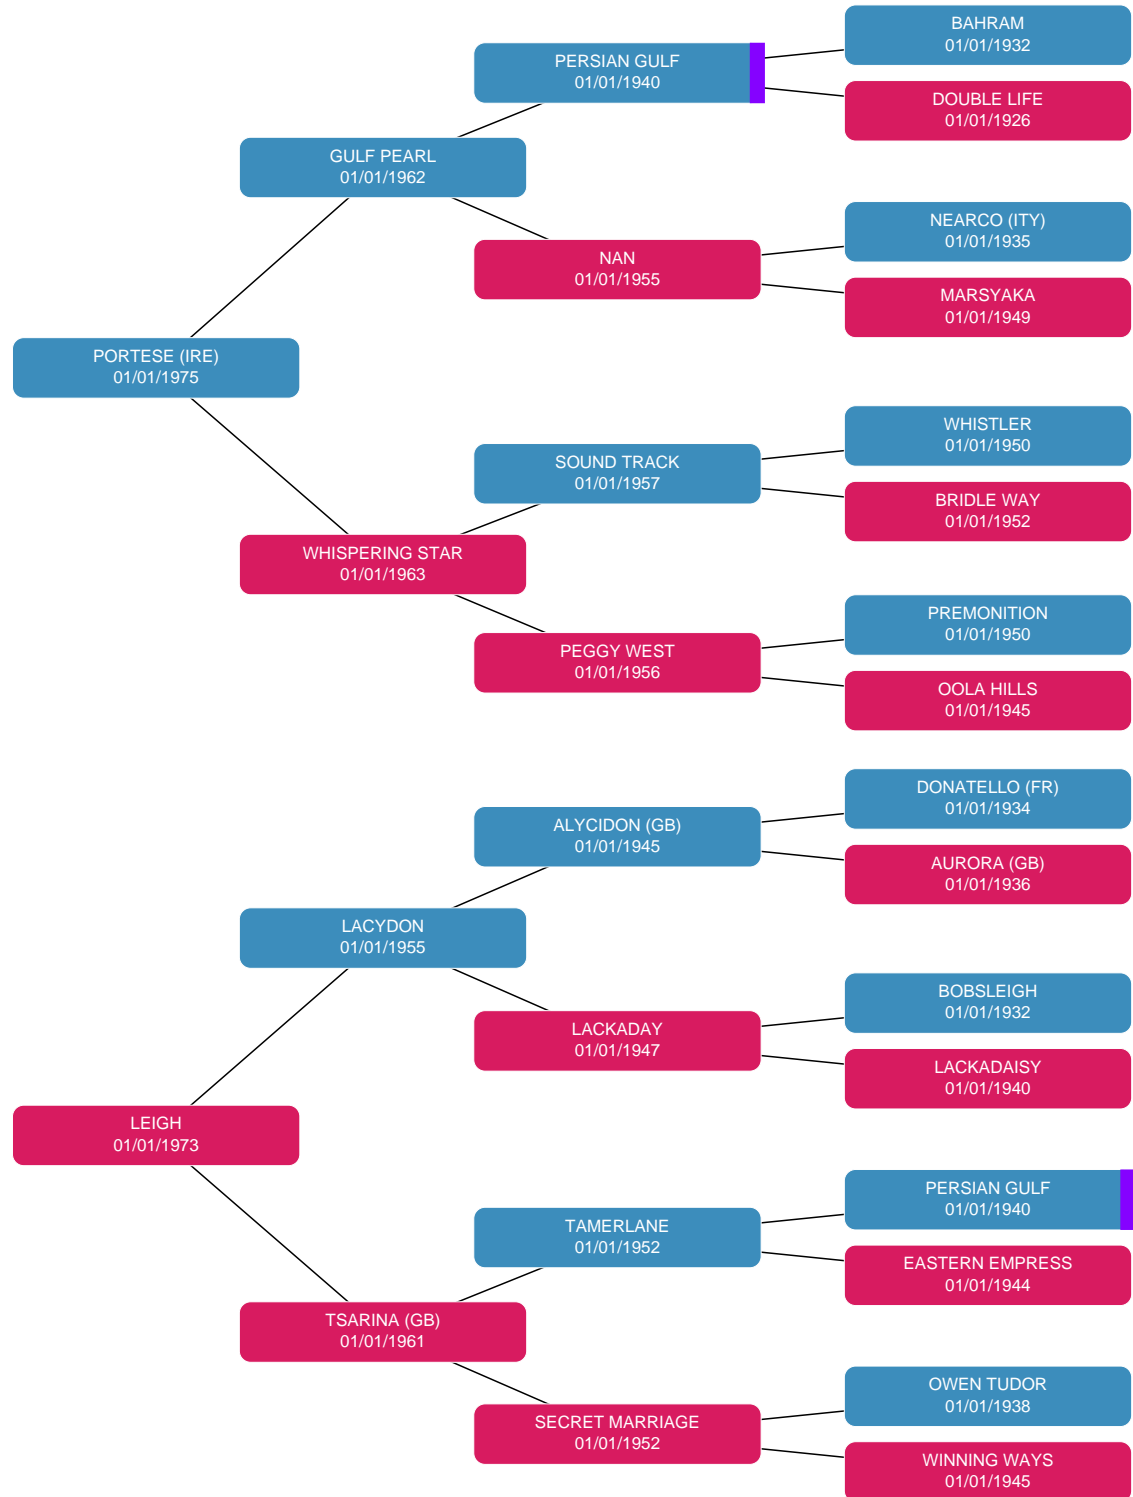 BAHRAM
01/01/1932
PERSIAN GULF
01/01/1940
DOUBLE LIFE
01/01/1926
GULF PEARL
01/01/1962
NEARCO (ITY)
01/01/1935
NAN
01/01/1955
MARSYAKA
01/01/1949
PORTESE (IRE)
01/01/1975
WHISTLER
01/01/1950
SOUND TRACK
01/01/1957
BRIDLE WAY
01/01/1952
WHISPERING STAR
01/01/1963
PREMONITION
01/01/1950
PEGGY WEST
01/01/1956
OOLA HILLS
01/01/1945
DONATELLO (FR)
01/01/1934
ALYCIDON (GB)
01/01/1945
AURORA (GB)
01/01/1936
LACYDON
01/01/1955
BOBSLEIGH
01/01/1932
LACKADAY
01/01/1947
LACKADAISY
01/01/1940
LEIGH
01/01/1973
PERSIAN GULF
01/01/1940
TAMERLANE
01/01/1952
EASTERN EMPRESS
01/01/1944
TSARINA (GB)
01/01/1961
OWEN TUDOR
01/01/1938
SECRET MARRIAGE
01/01/1952
WINNING WAYS
01/01/1945